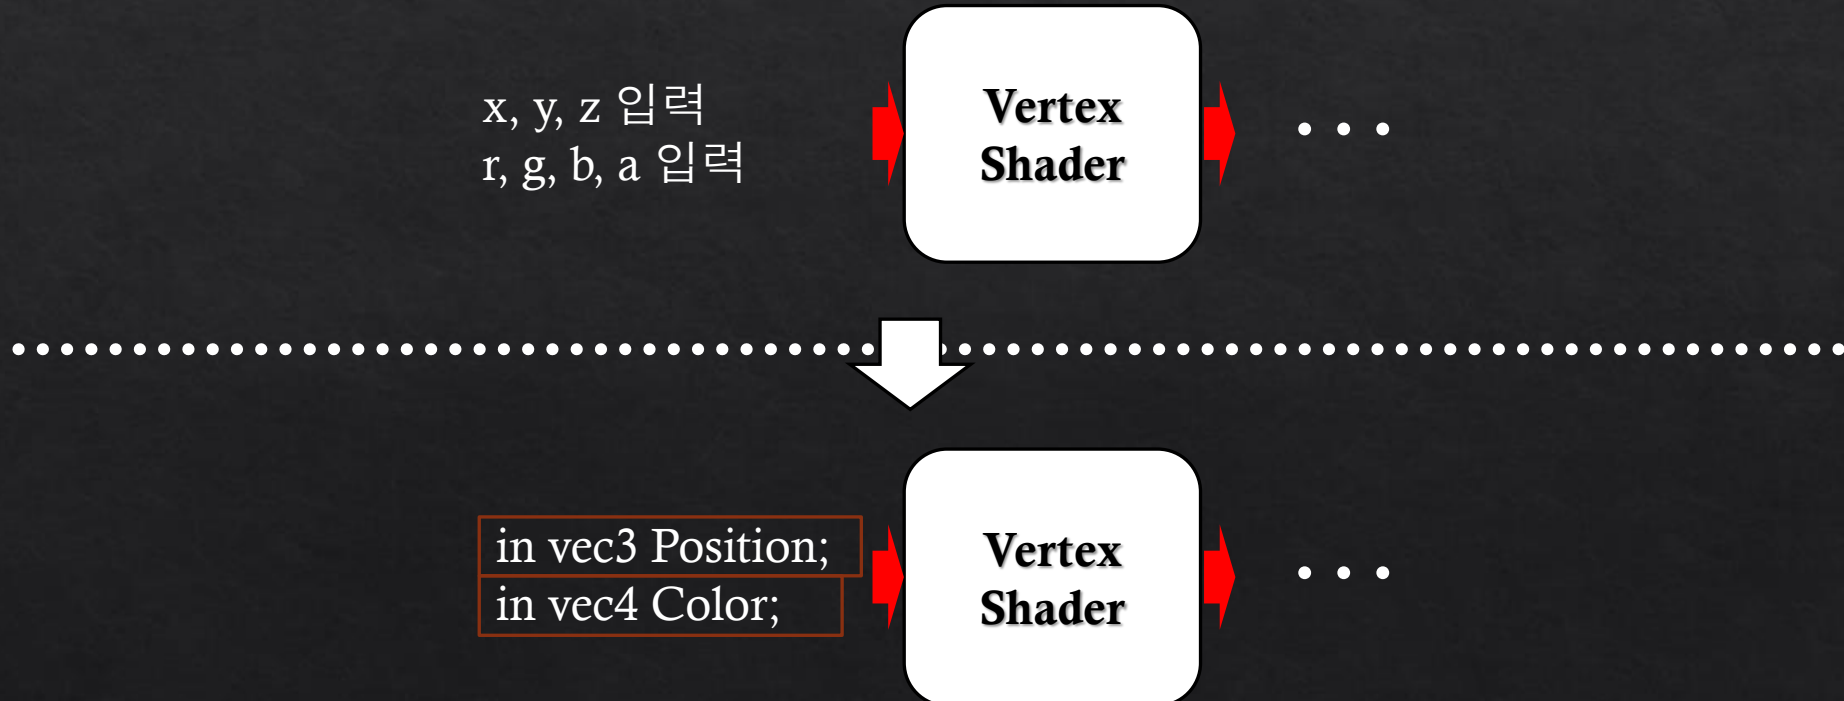 x, y, z 입력
r, g, b, a 입력
Vertex
Shader
. . .
in vec3 Position;
in vec4 Color;
Vertex
Shader
. . .